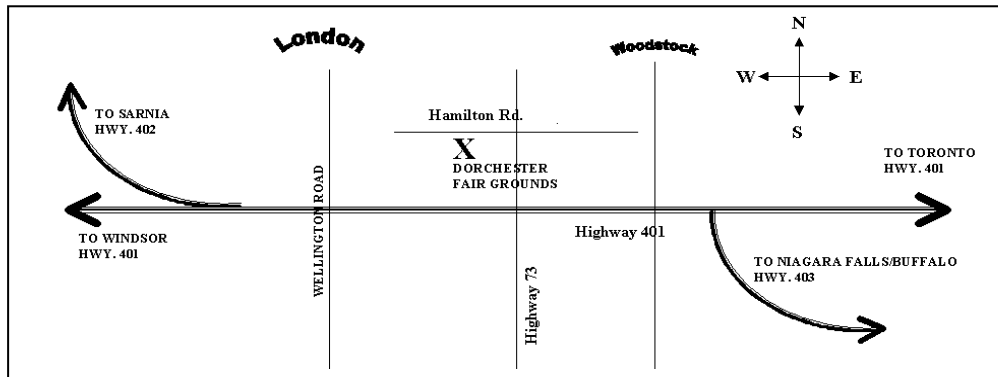 London
Woodstock
N
W
E
S
TO SARNIA
HWY. 402
Hamilton Rd.
X
DORCHESTER
FAIR GROUNDS
TO TORONTO
HWY. 401
WELLINGTON ROAD
TO WINDSOR
HWY. 401
Highway 401
Highway 73
TO NIAGARA FALLS/BUFFALO
HWY. 403